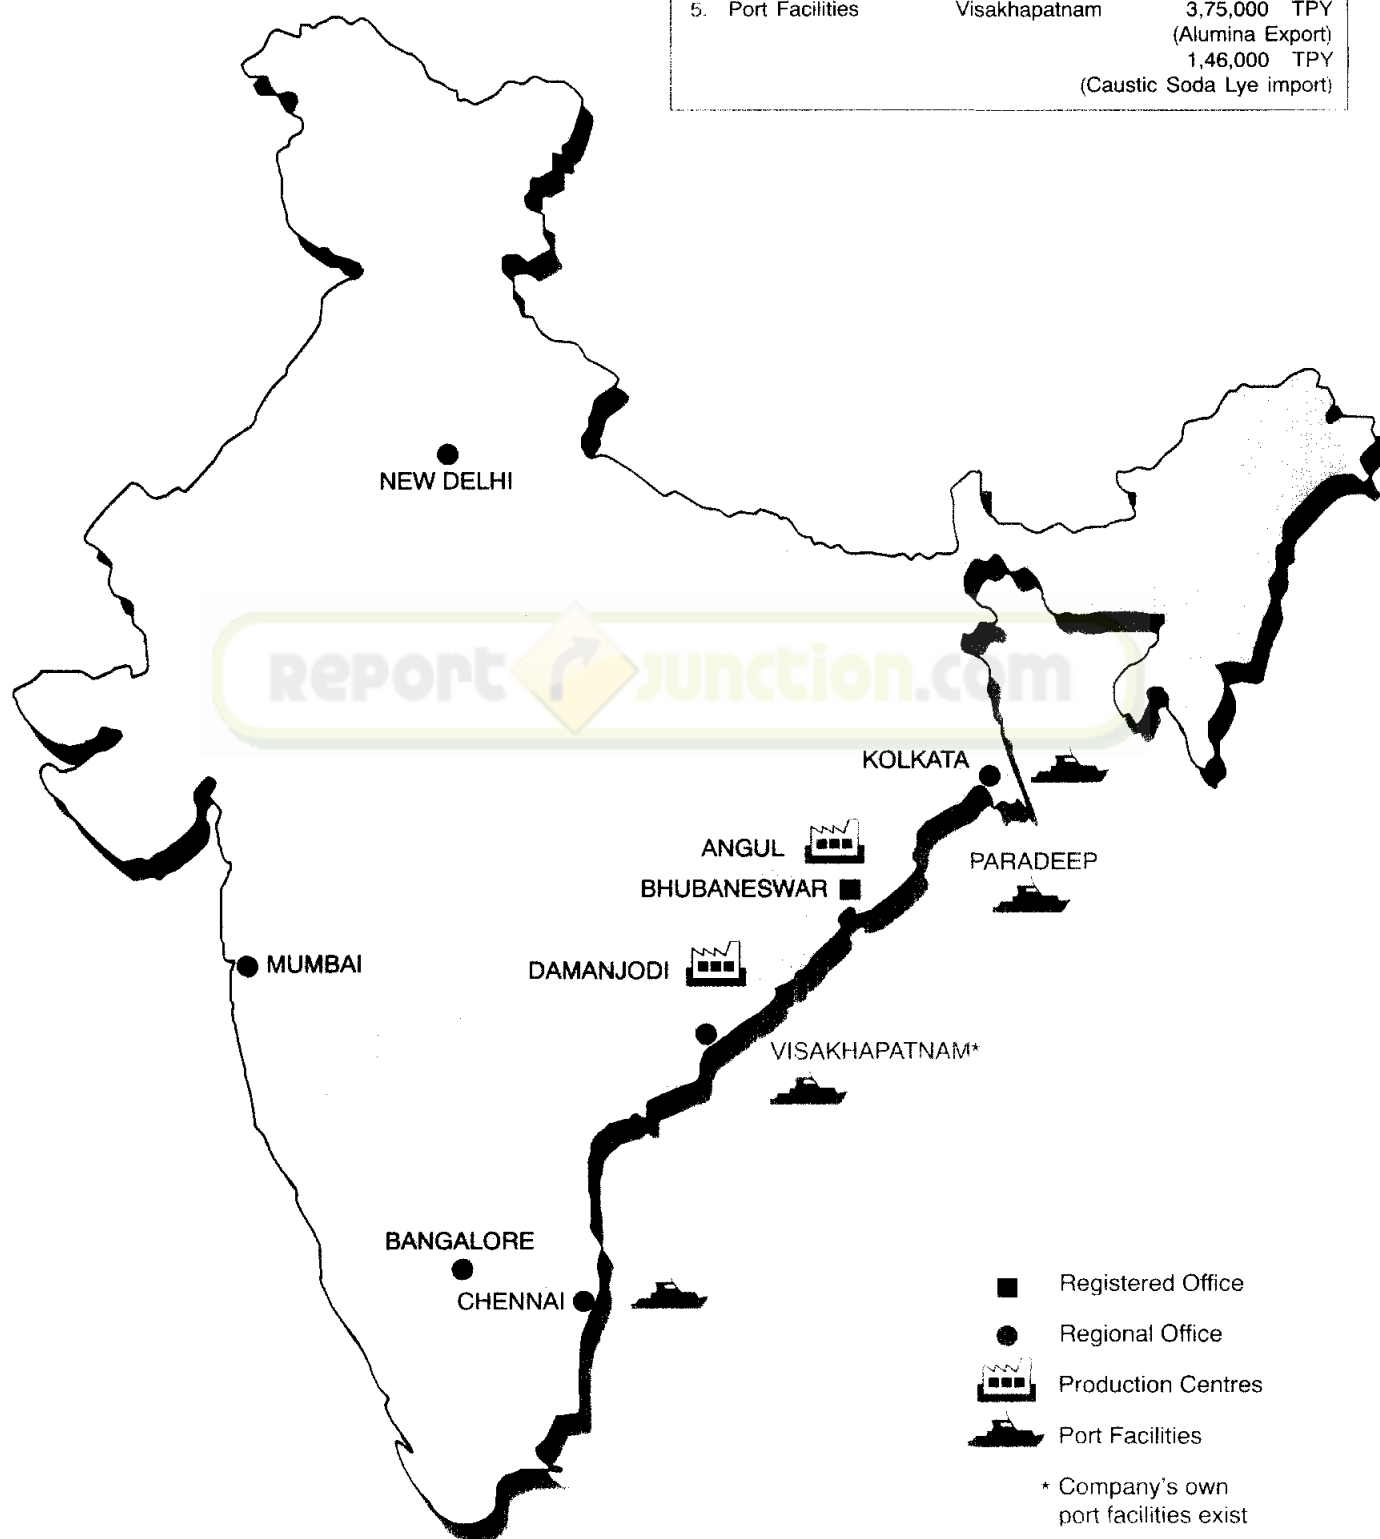 5. Port Facilities Visakhapatnam 3,75,000 TPY
(Alumina Export)
1,46,000 TPY
(Caustic Soda Lye import)
NEW DELHI
Report Junction.com
KOLKATA
ANGUL
PARADEEP
BHUBANESWAR
MUMBAI
DAMANJODI
VISAKHAPATNAM*
BANGALORE
CHENNAI
Registered Office
Regional Office
Production Centres
Port Facilities
* Company's own
port facilities exist